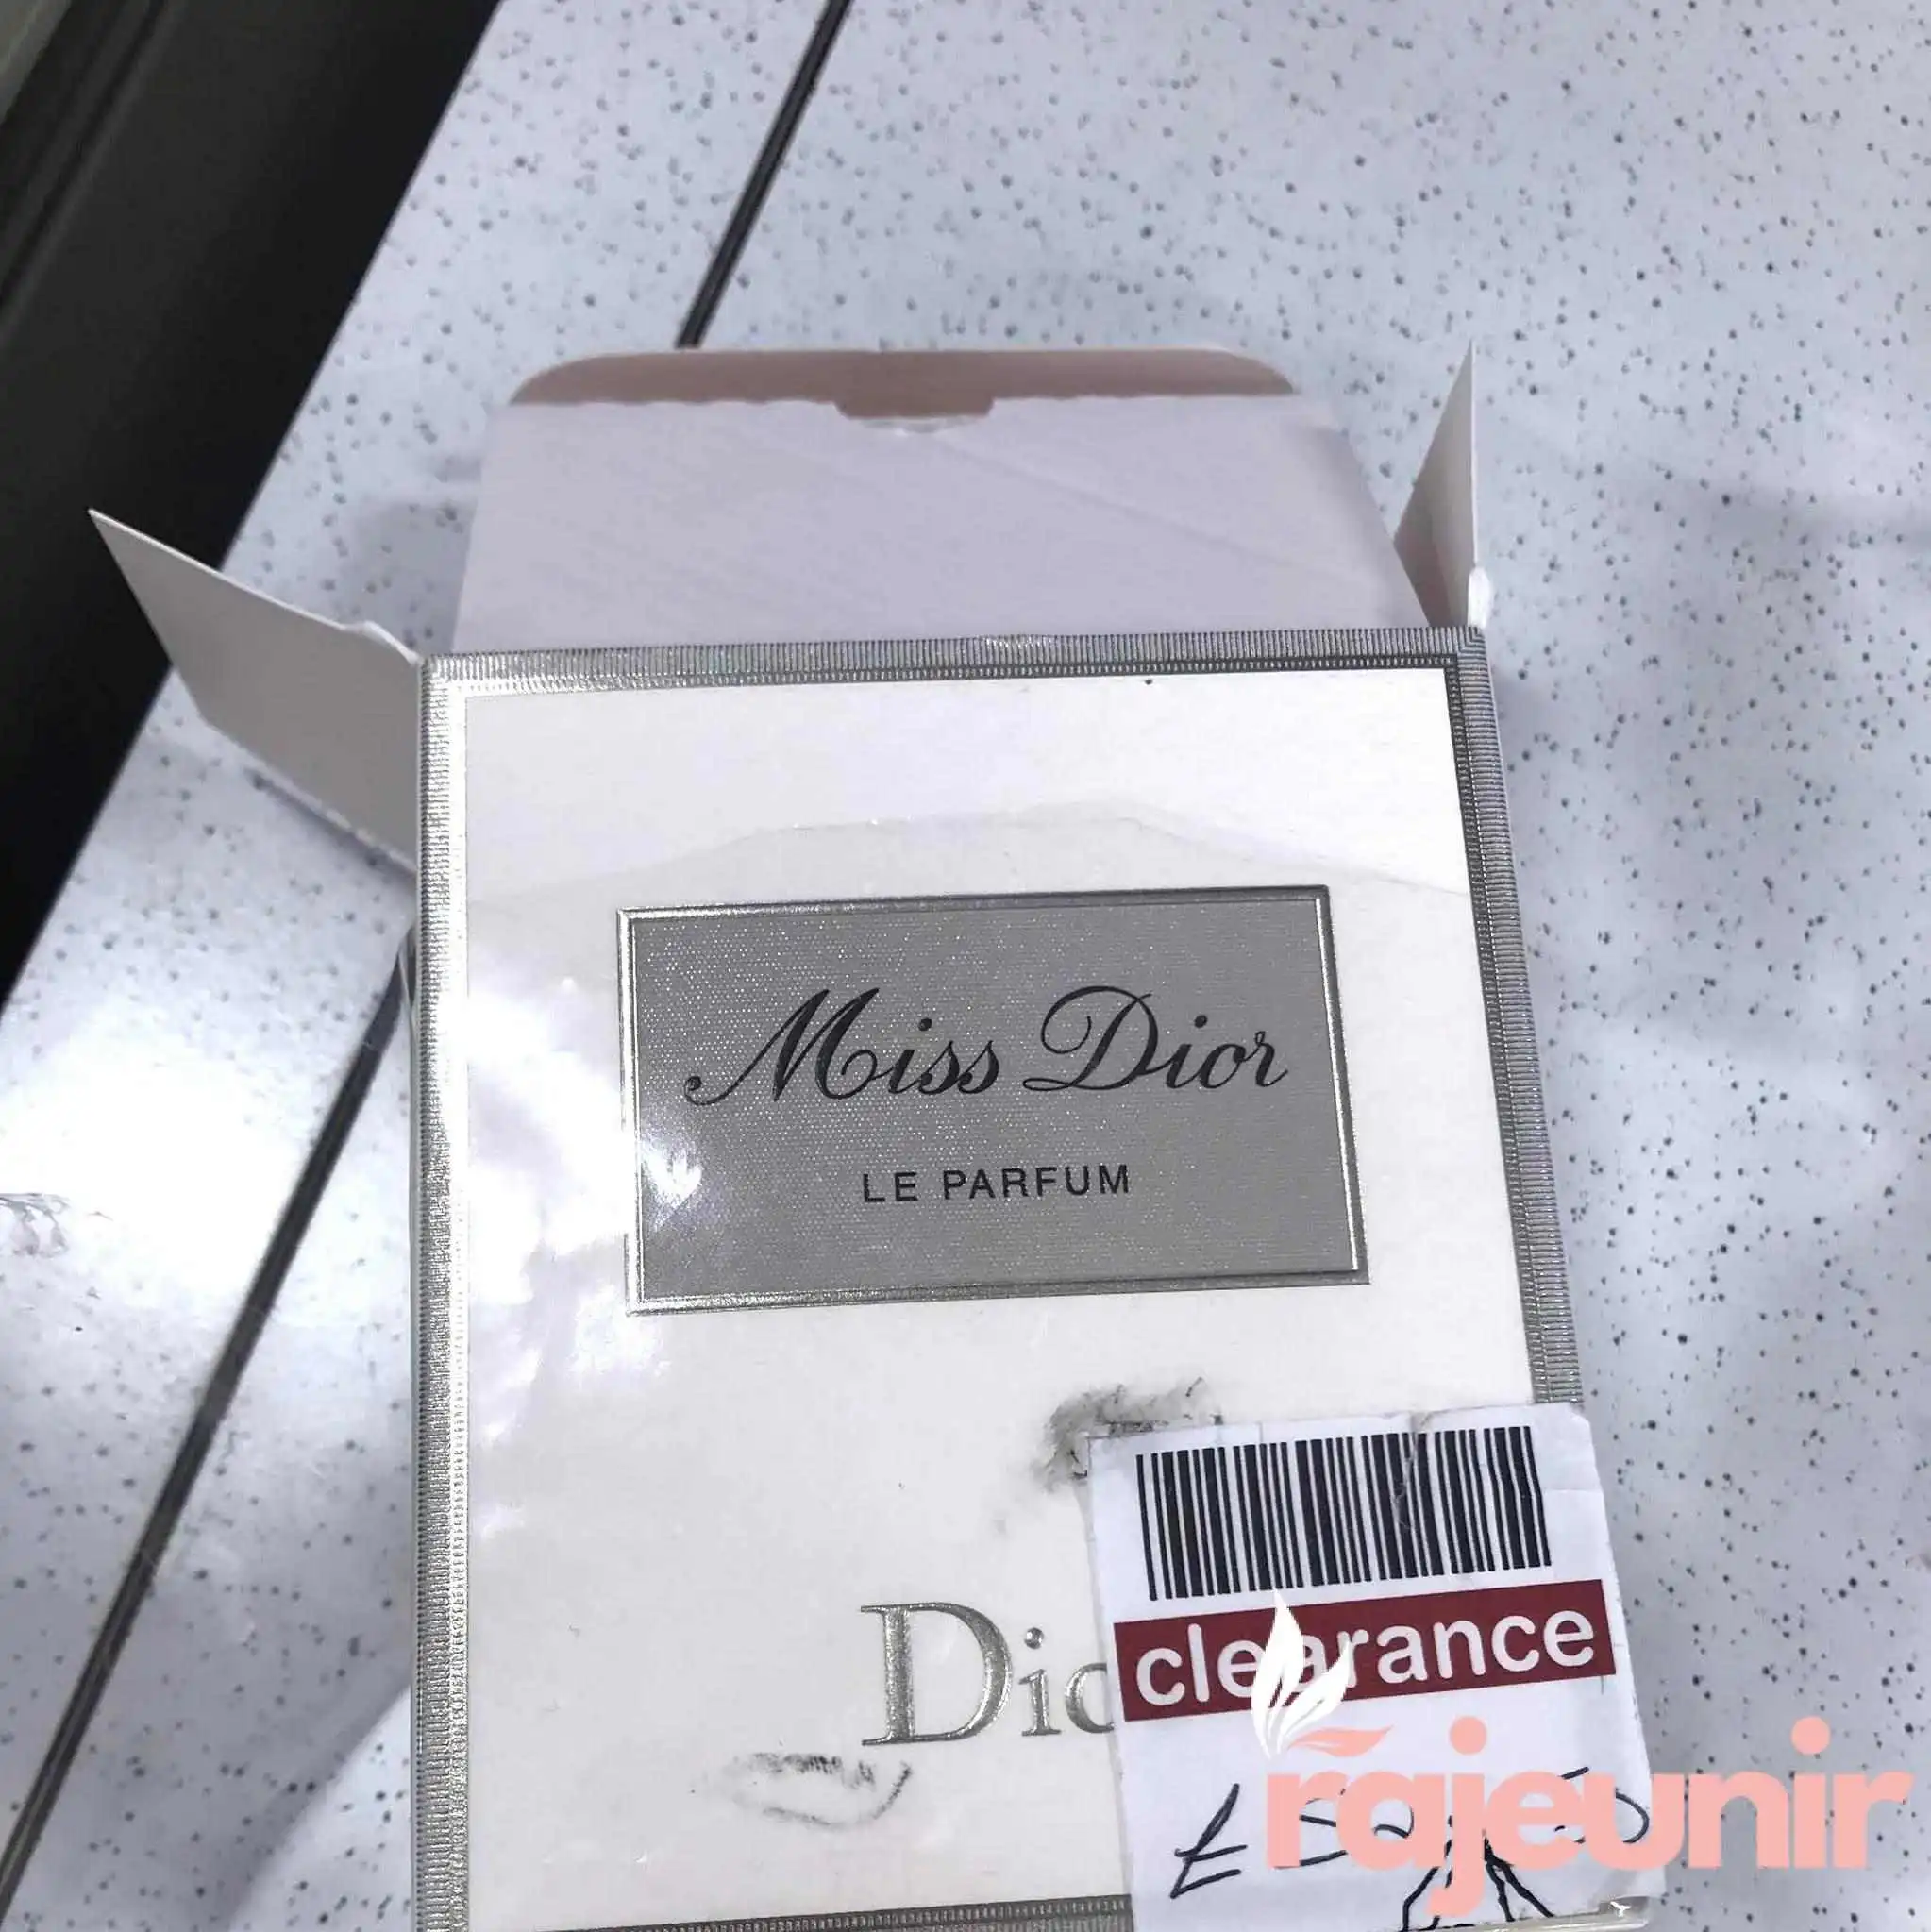 Miss Dior
LE PARFUM
clearance
rajeunir